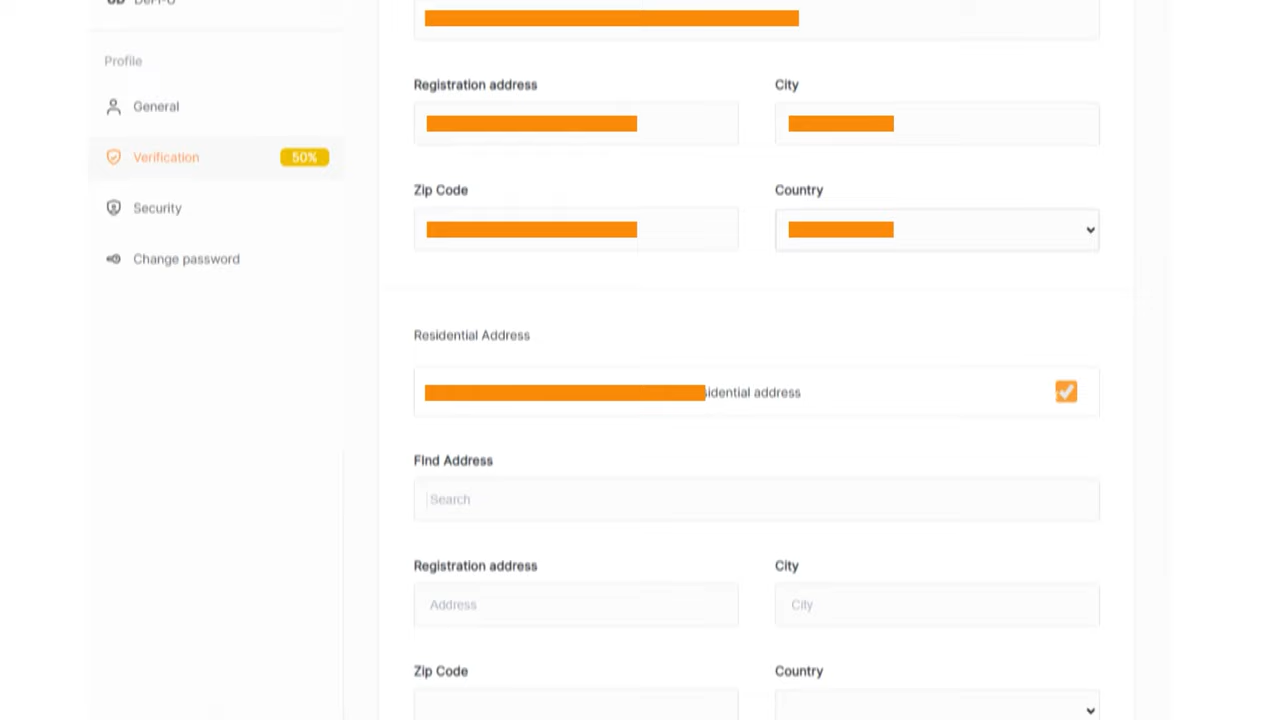 Profile
General
Verification 50%
Security
Change password
Registration address City
Zip Code Country
Residential Address
idential address
FInd Address
Search
Registration address City
Address City
Zip Code Country